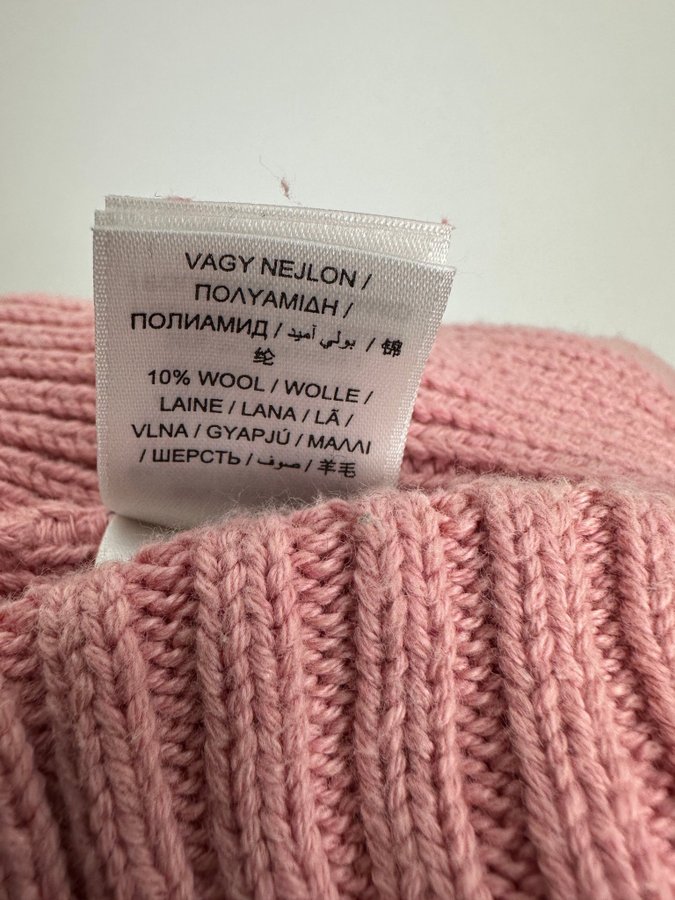 VAGY NEJLON /
ΠΟΛΥΑΜΙΔΗ /
ПОЛИАМИД / بولي آميد / 锦
纶
10% WOOL / WOLLE /
LAINE / LANA / LÃ /
VLNA / GYAPJÚ / ΜΑΛΛΙ
/ ШЕРСТЬ / صوف / 羊毛